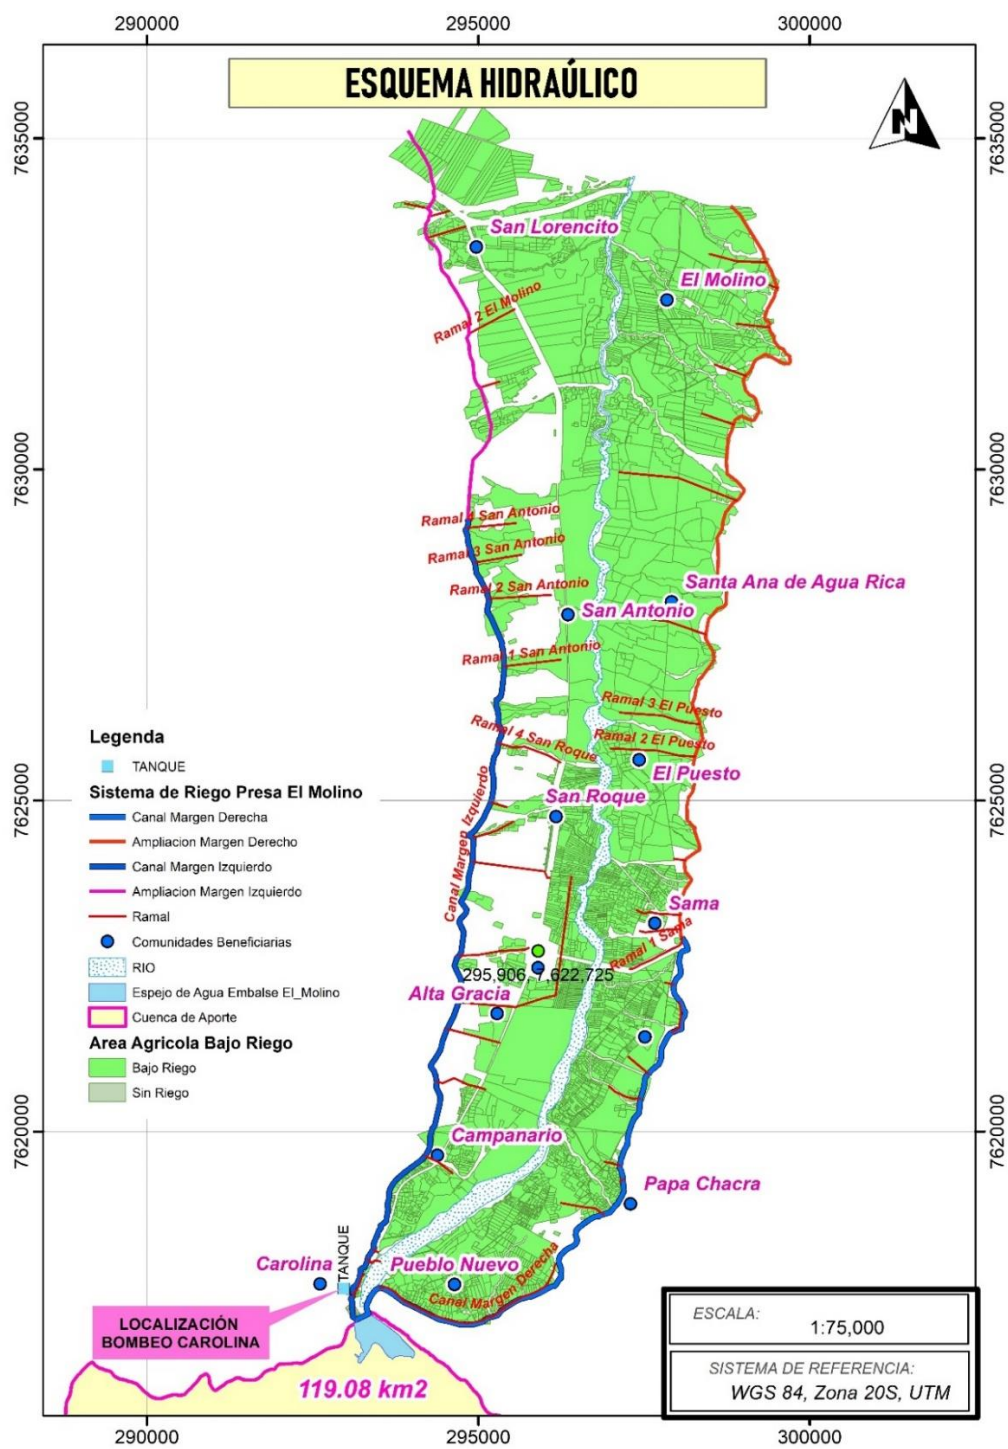 290000
295000
300000
ESQUEMA HIDRAÚLICO
N
7635000
7635000
San Lorencito
El Molino
Ramal 2 El Molino
7630000
7630000
Ramal 4 San Antonio
Ramal 3 San Antonio
Ramal 2 San Antonio
Santa Ana de Agua Rica
San Antonio
Ramal 1 San Antonio
Ramal 3 El Puesto
Ramal 4 San Roque
Ramal 2 El Puesto
El Puesto
Canal Margen Izquierdo
San Roque
7625000
7625000
Legenda
TANQUE
Sistema de Riego Presa El Molino
Canal Margen Derecha
Ampliacion Margen Derecho
Canal Margen Izquierdo
Ampliacion Margen Izquierdo
Ramal
Comunidades Beneficiarias
RIO
Espejo de Agua Embalse El_Molino
Cuenca de Aporte
Area Agricola Bajo Riego
Bajo Riego
Sin Riego
Sama
Ramal 1 Sama
295,906, 7,622,725
Alta Gracia
7620000
7620000
Campanario
Papa Chacra
Carolina
TANQUE
Pueblo Nuevo
Canal Margen Derecha
LOCALIZACIÓN
BOMBEO CAROLINA
119.08 km2
ESCALA:
1:75,000
SISTEMA DE REFERENCIA:
WGS 84, Zona 20S, UTM
290000
295000
300000